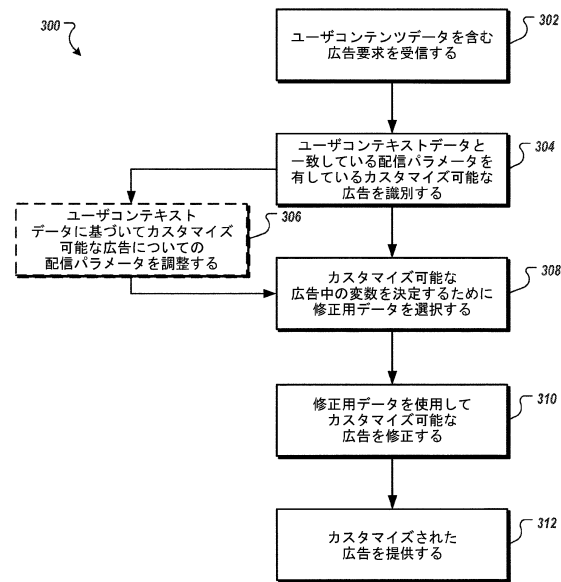 300
ユーザコンテンツデータを含む
広告要求を受信する
302
ユーザコンテキストデータと
一致している配信パラメータを
有しているカスタマイズ可能な
広告を識別する
304
ユーザコンテキスト
データに基づいてカスタマイズ
可能な広告についての
配信パラメータを調整する
306
カスタマイズ可能な
広告中の変数を決定するために
修正用データを選択する
308
修正用データを使用して
カスタマイズ可能な
広告を修正する
310
カスタマイズされた
広告を提供する
312